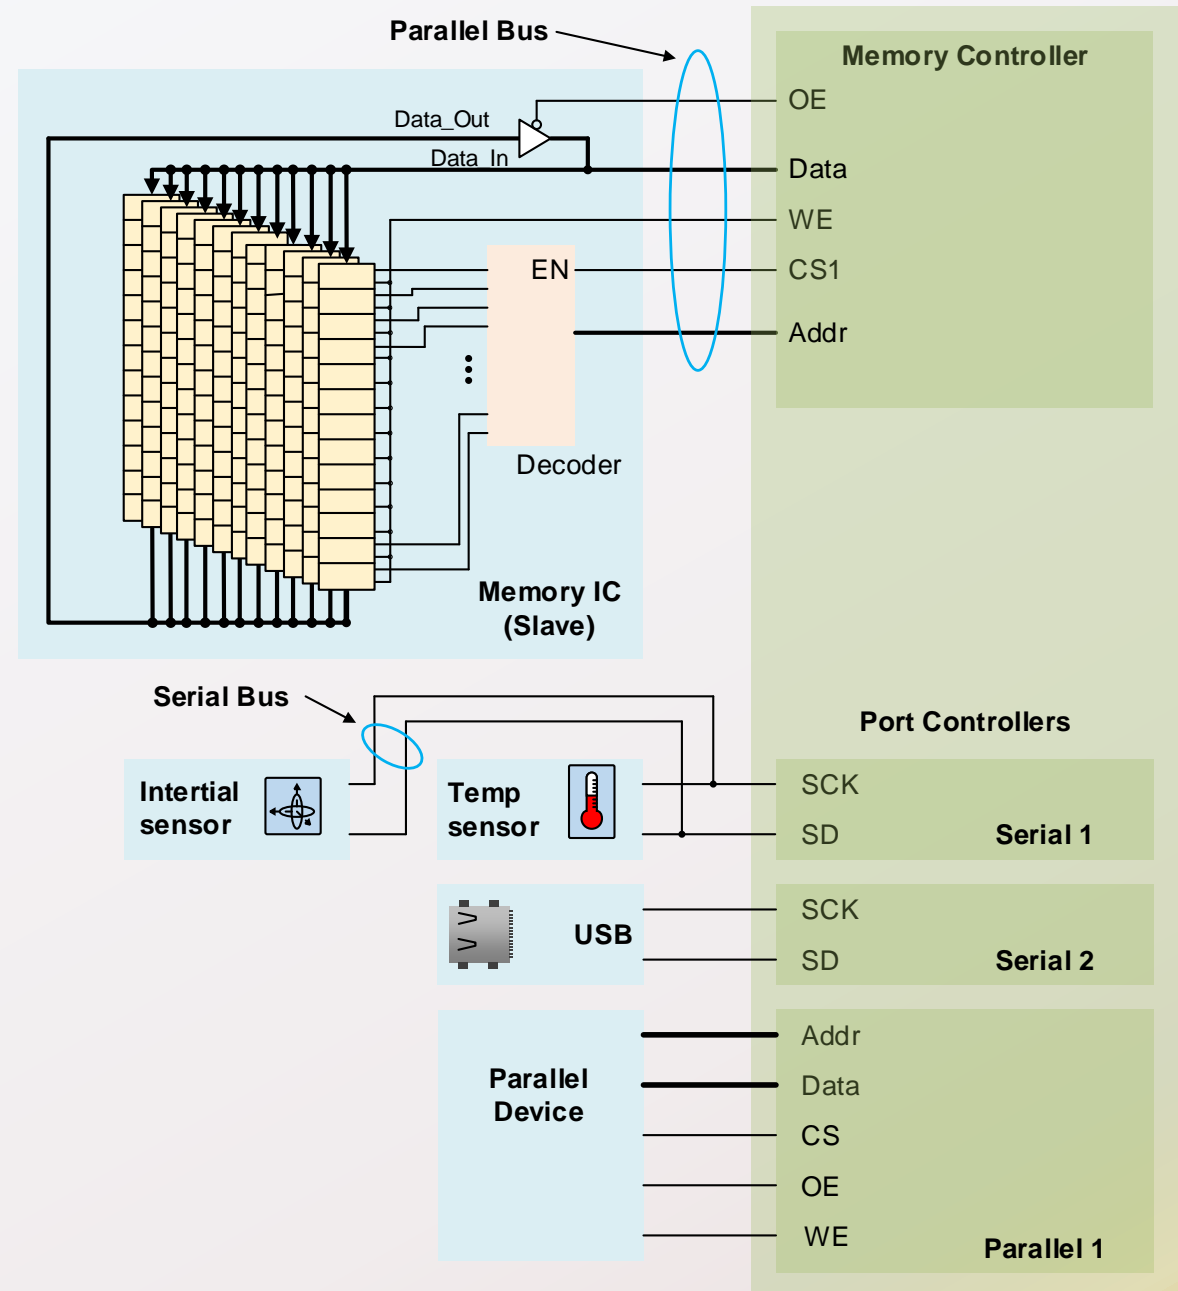 Parallel Bus
Memory Controller
OE
Data_Out
Data_In
Data
WE
EN
CS1
Addr
Decoder
Memory IC
(Slave)
Serial Bus
Port Controllers
Intertial
sensor
Temp
sensor
SCK
SD
Serial 1
USB
SCK
SD
Serial 2
Parallel
Device
Addr
Data
CS
OE
WE
Parallel 1